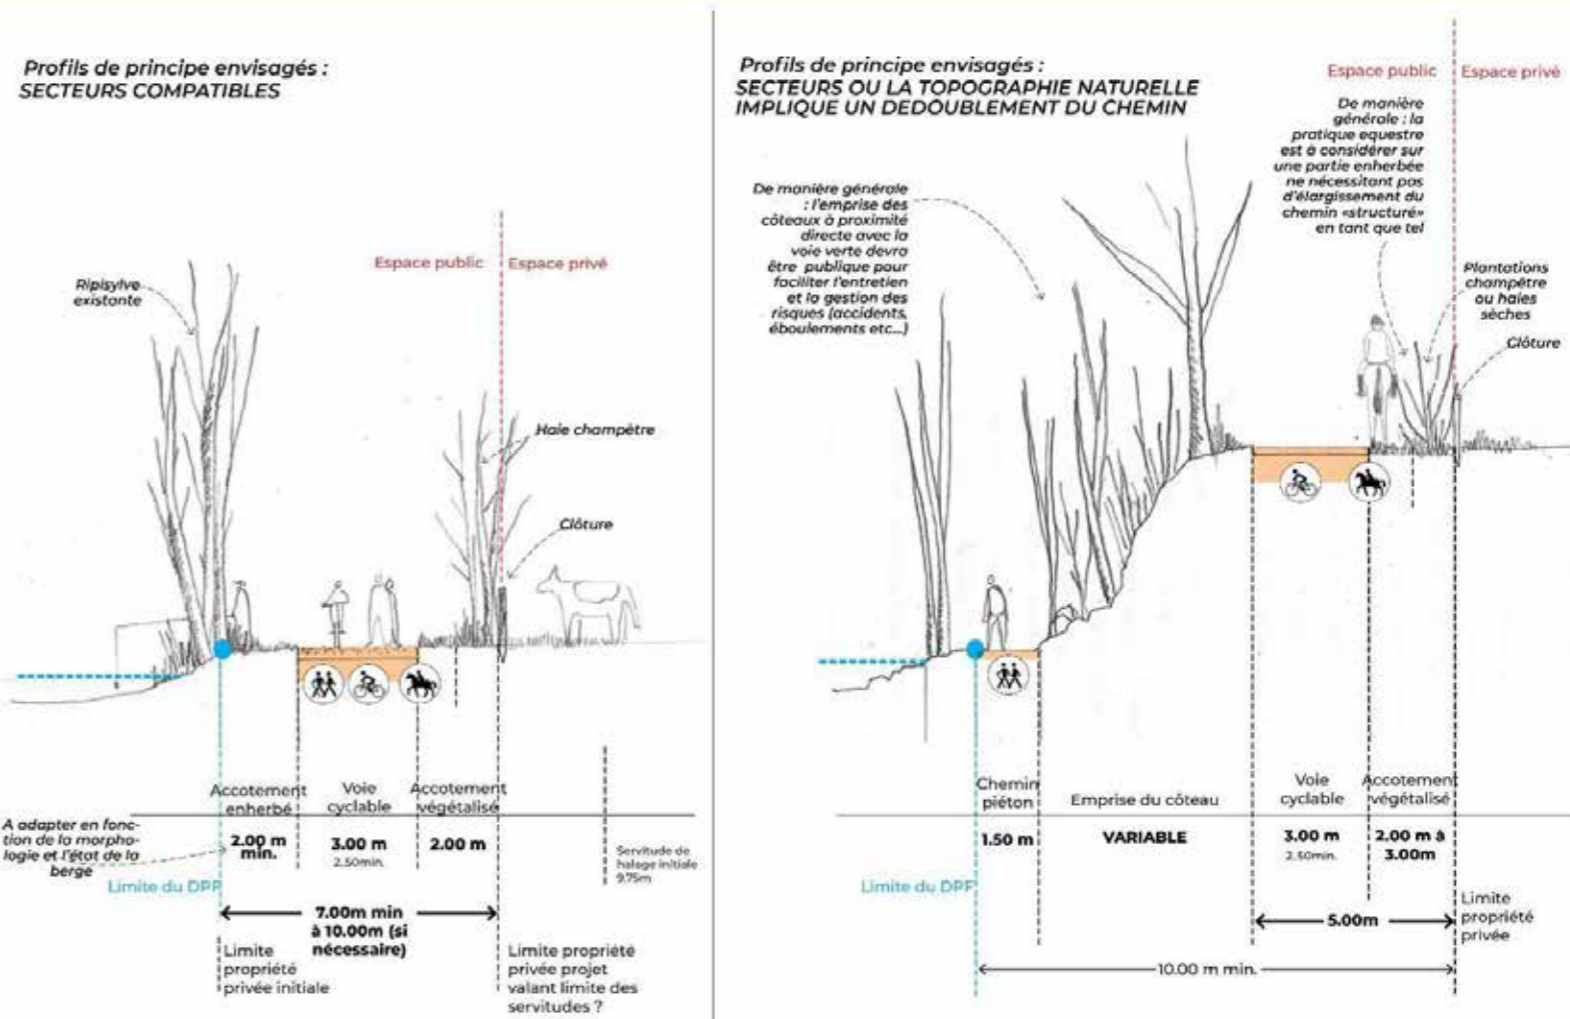 Profils de principe envisagés :
SECTEURS COMPATIBLES
Espace public
Espace privé
Ripisylve
existante
Haie champêtre
Clôture
Accotement
enherbé
Voie
cyclable
Accotement
végétalisé
A adapter en fonc-
tion de la morpho-
logie et l'état de la
berge
2.00 m
min.
3.00 m
2.50min.
2.00 m
Servitude de
halage initiale
9.75m
Limite du DPF
7.00m min
à 10.00m (si
nécessaire)
Limite
propriété
privée initiale
Limite propriété
privée projet
valant limite des
servitudes ?
Profils de principe envisagés :
SECTEURS OU LA TOPOGRAPHIE NATURELLE
IMPLIQUE UN DEDOUBLEMENT DU CHEMIN
Espace public
Espace privé
De manière
générale : la
pratique equestre
est à considérer sur
une partie enherbée
ne nécessitant pas
d'élargissement du
chemin «structuré»
en tant que tel
De manière générale
: l'emprise des
côteaux à proximité
directe avec la
voie verte devra
être publique pour
faciliter l'entretien
et la gestion des
risques (accidents,
éboulements etc...)
Plantations
champêtre
ou haies
sèches
Clôture
Chemin
piéton
Emprise du côteau
Voie
cyclable
Accotement
végétalisé
1.50 m
VARIABLE
3.00 m
2.50min.
2.00 m à
3.00m
Limite du DPF
5.00m
Limite
propriété
privée
10.00 m min.